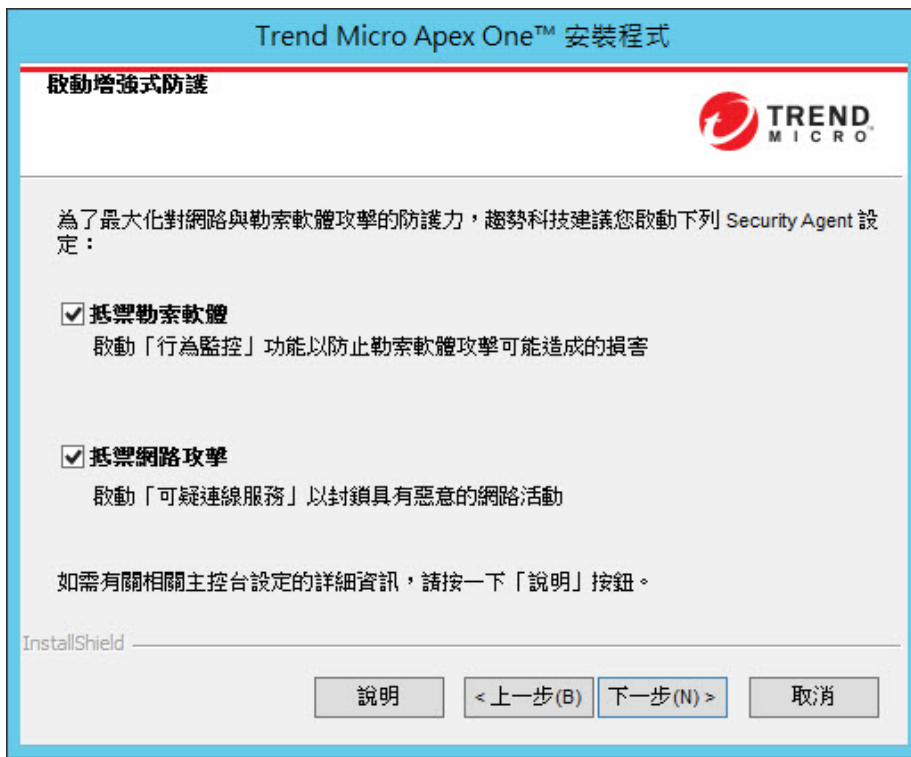 Trend Micro Apex One™ 安裝程式
啟動增強式防護
TREND
MICRO™
為了最大化對網路與勒索軟體攻擊的防護力，趨勢科技建議您啟動下列 Security Agent 設
定：
抵禦勒索軟體
啟動「行為監控」功能以防止勒索軟體攻擊可能造成的損害
抵禦網路攻擊
啟動「可疑連線服務」以封鎖具有惡意的網路活動
如需有關相關主控台設定的詳細資訊，請按一下「說明」按鈕。
InstallShield
說明 <上一步(B) 下一步(N) > 取消